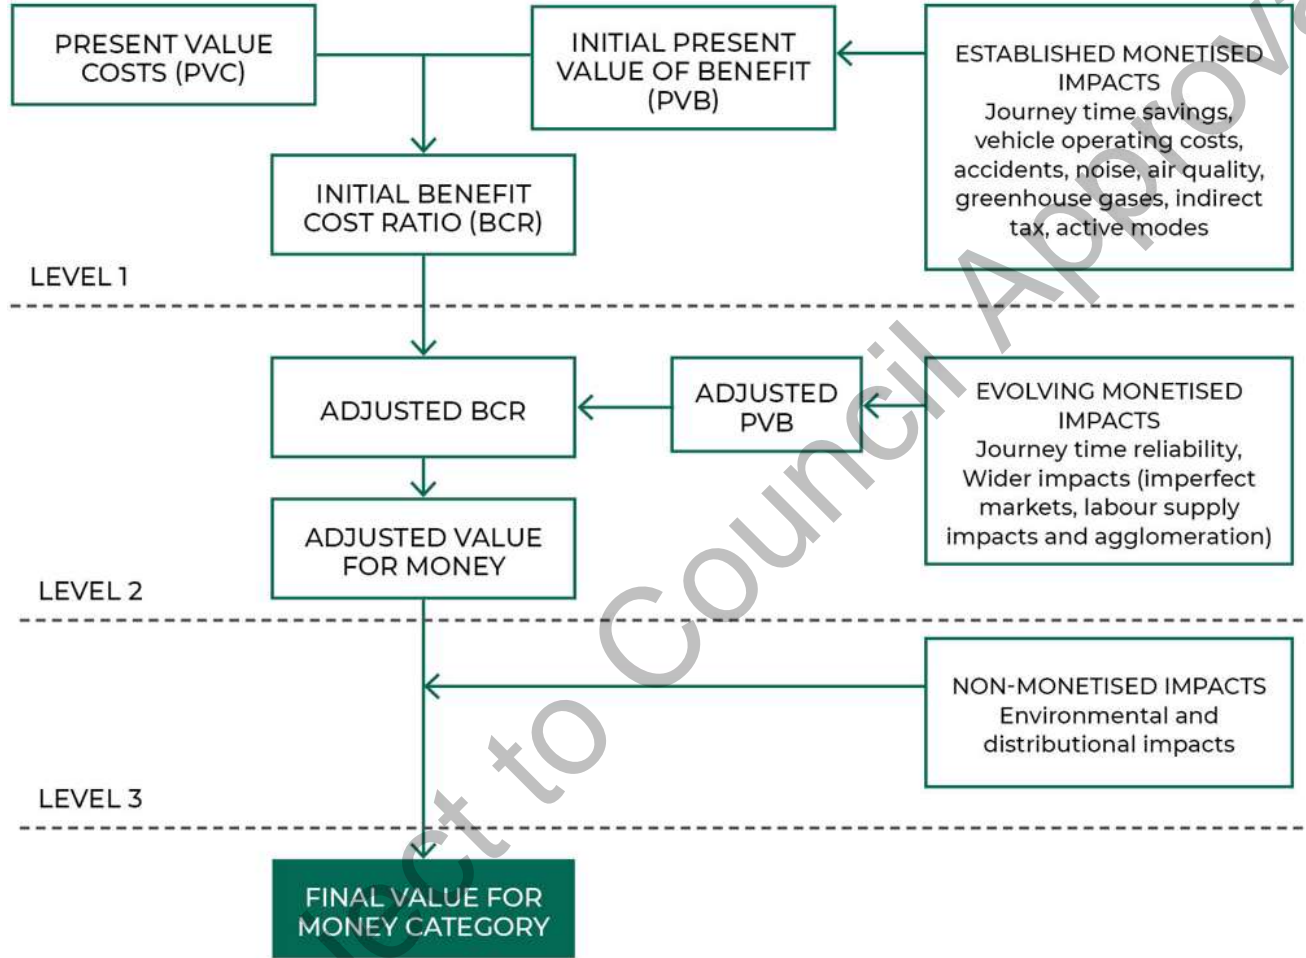 PRESENT VALUE
COSTS (PVC)
INITIAL PRESENT
VALUE OF BENEFIT
(PVB)
ESTABLISHED MONETISED
IMPACTS
Journey time savings,
vehicle operating costs,
accidents, noise, air quality,
greenhouse gases, indirect
tax, active modes
INITIAL BENEFIT
COST RATIO (BCR)
LEVEL 1
ADJUSTED BCR
ADJUSTED
PVB
EVOLVING MONETISED
IMPACTS
Journey time reliability,
Wider impacts (imperfect
markets, labour supply
impacts and agglomeration)
ADJUSTED VALUE
FOR MONEY
LEVEL 2
NON-MONETISED IMPACTS
Environmental and
distributional impacts
LEVEL 3
FINAL VALUE FOR
MONEY CATEGORY
ject to Council Approva